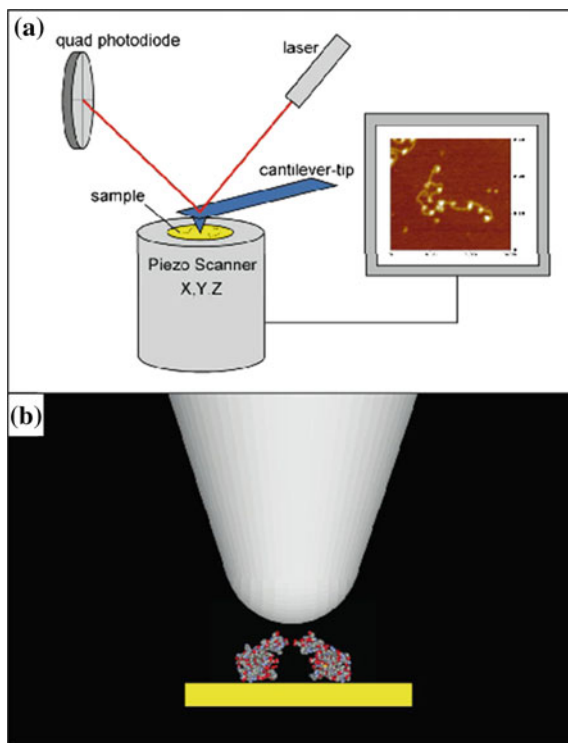 (a)
quad photodiode
laser
cantilever-tip
sample
Piezo Scanner
X,Y.Z
(b)